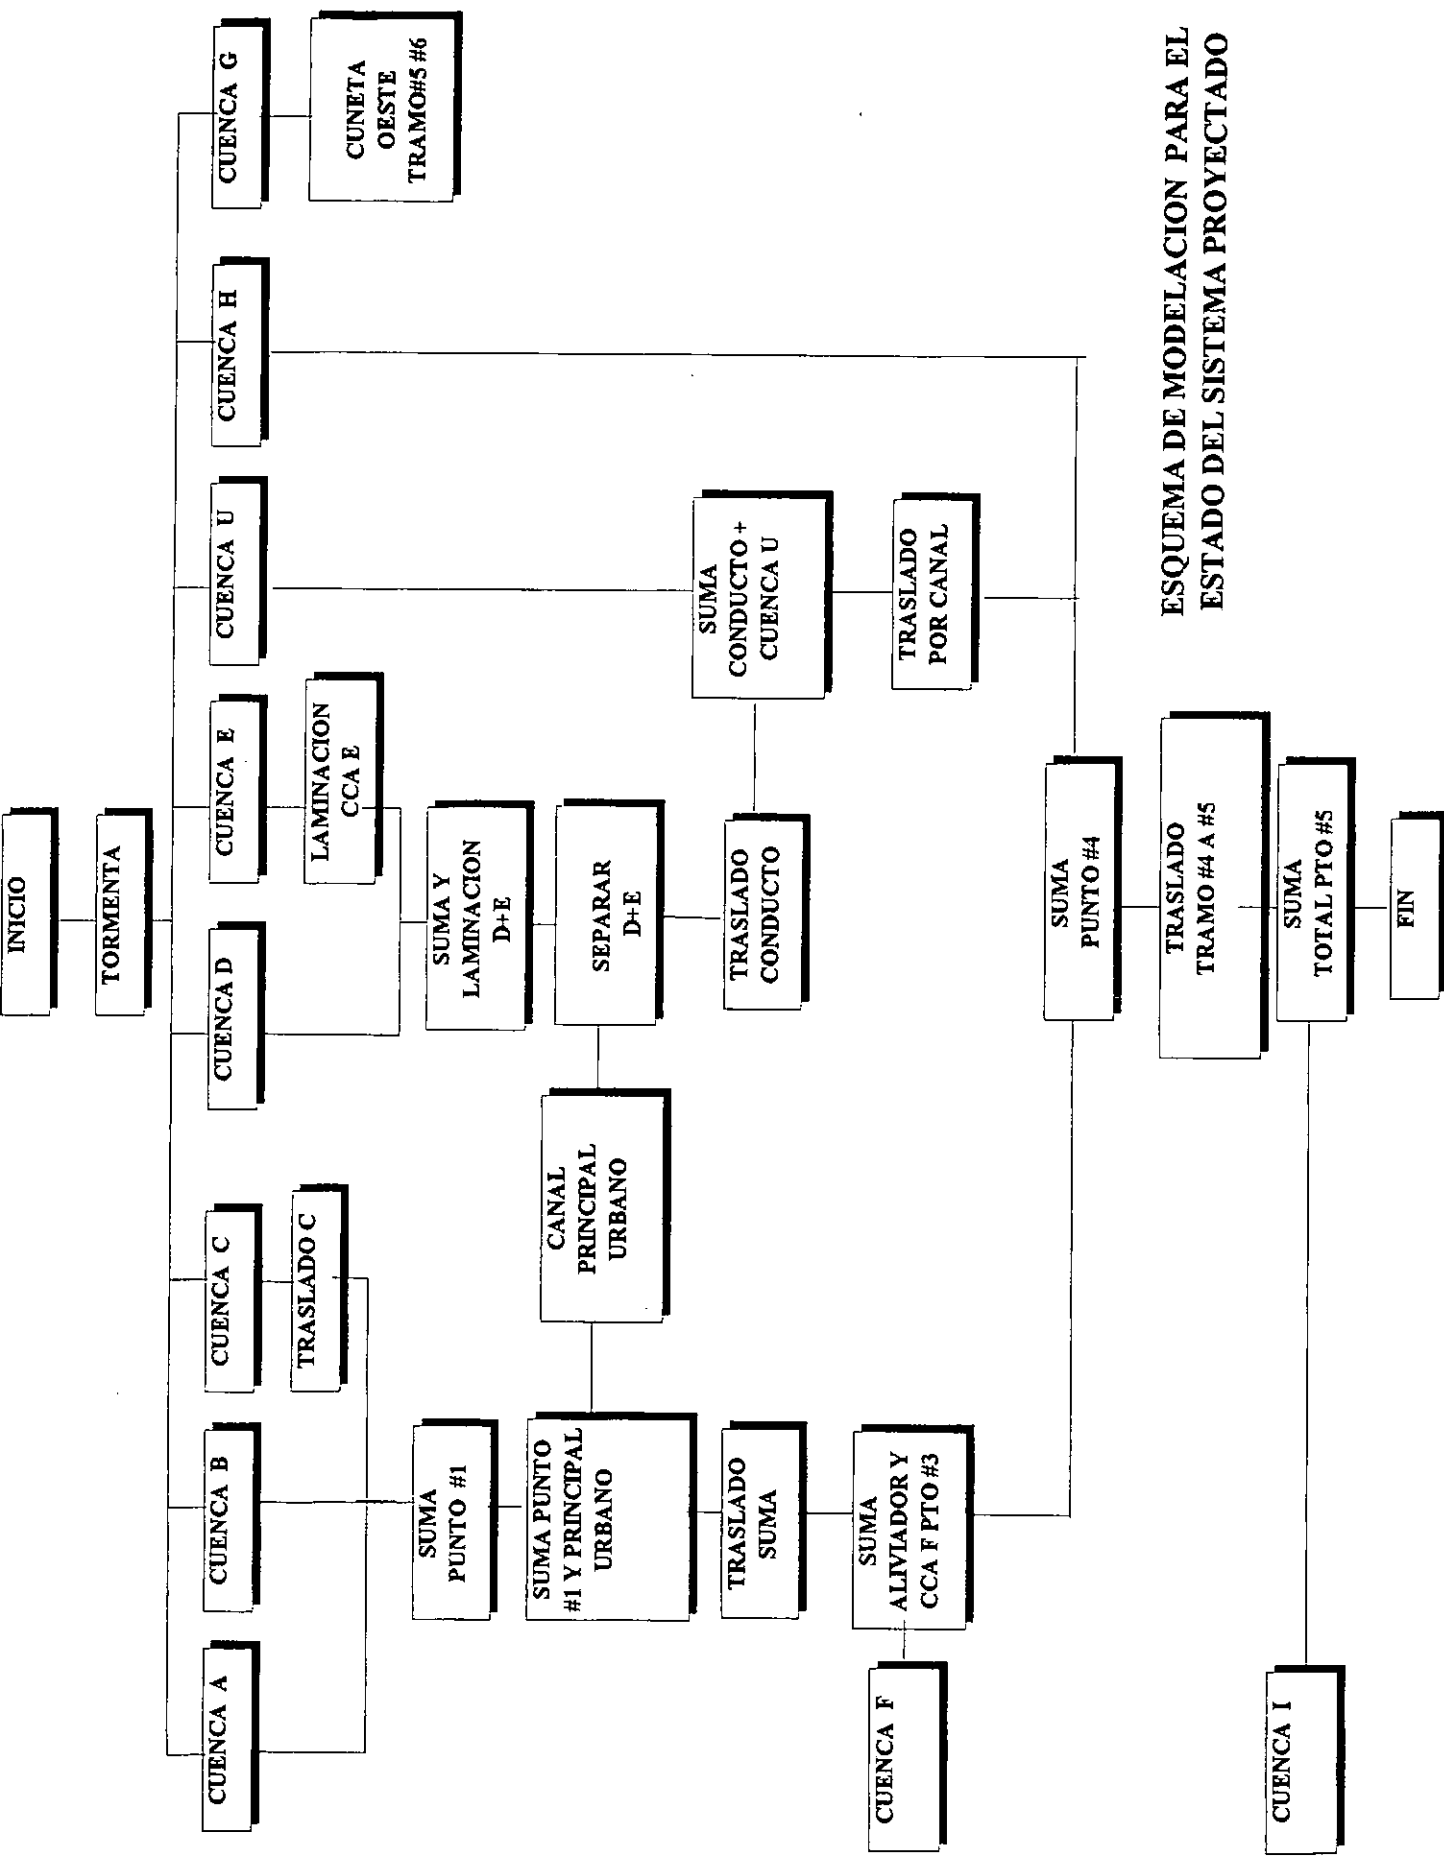 INICIO
TORMENTA
CUENCA A
CUENCA B
CUENCA C
CUENCA D
CUENCA E
CUENCA U
CUENCA H
CUENCA G
TRASLADO C
LAMINACION
CCA E
CUNETA
OESTE
TRAMO#5 #6
SUMA
PUNTO #1
SUMA Y
LAMINACION
D+E
SUMA PUNTO
#1 Y PRINCIPAL
URBANO
CANAL
PRINCIPAL
URBANO
SEPARAR
D+E
TRASLADO
SUMA
TRASLADO
CONDUCTO
SUMA
CONDUCTO +
CUENCA U
CUENCA F
SUMA
ALIVIADOR Y
CCA F PTO #3
TRASLADO
POR CANAL
SUMA
PUNTO #4
TRASLADO
TRAMO #4 A #5
CUENCA I
SUMA
TOTAL PTO #5
FIN
ESQUEMA DE MODELACION PARA EL
ESTADO DEL SISTEMA PROYECTADO